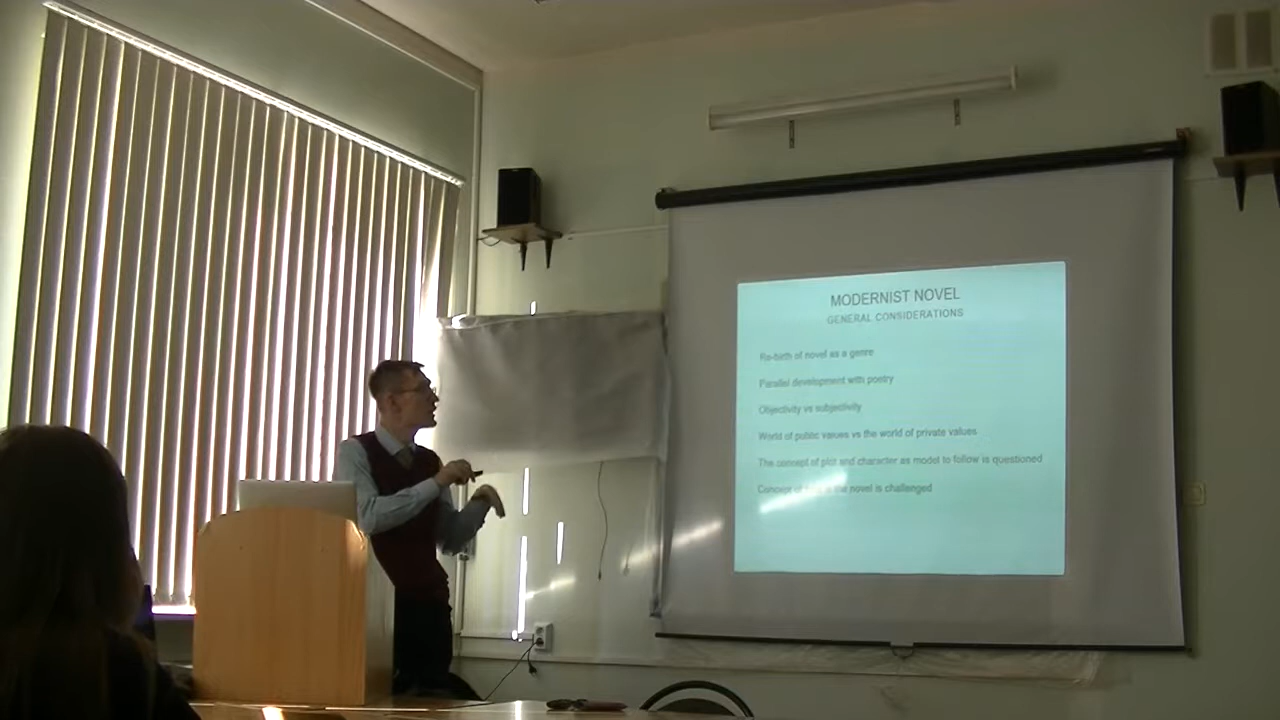 MODERNIST NOVEL
GENERAL CONSIDERATIONS
Re-birth of novel as a genre
Parallel development with poetry
Objectivity vs subjectivity
World of public values vs the world of private values
The concept of plot and character as model to follow is questioned
Concept of the novel is challenged